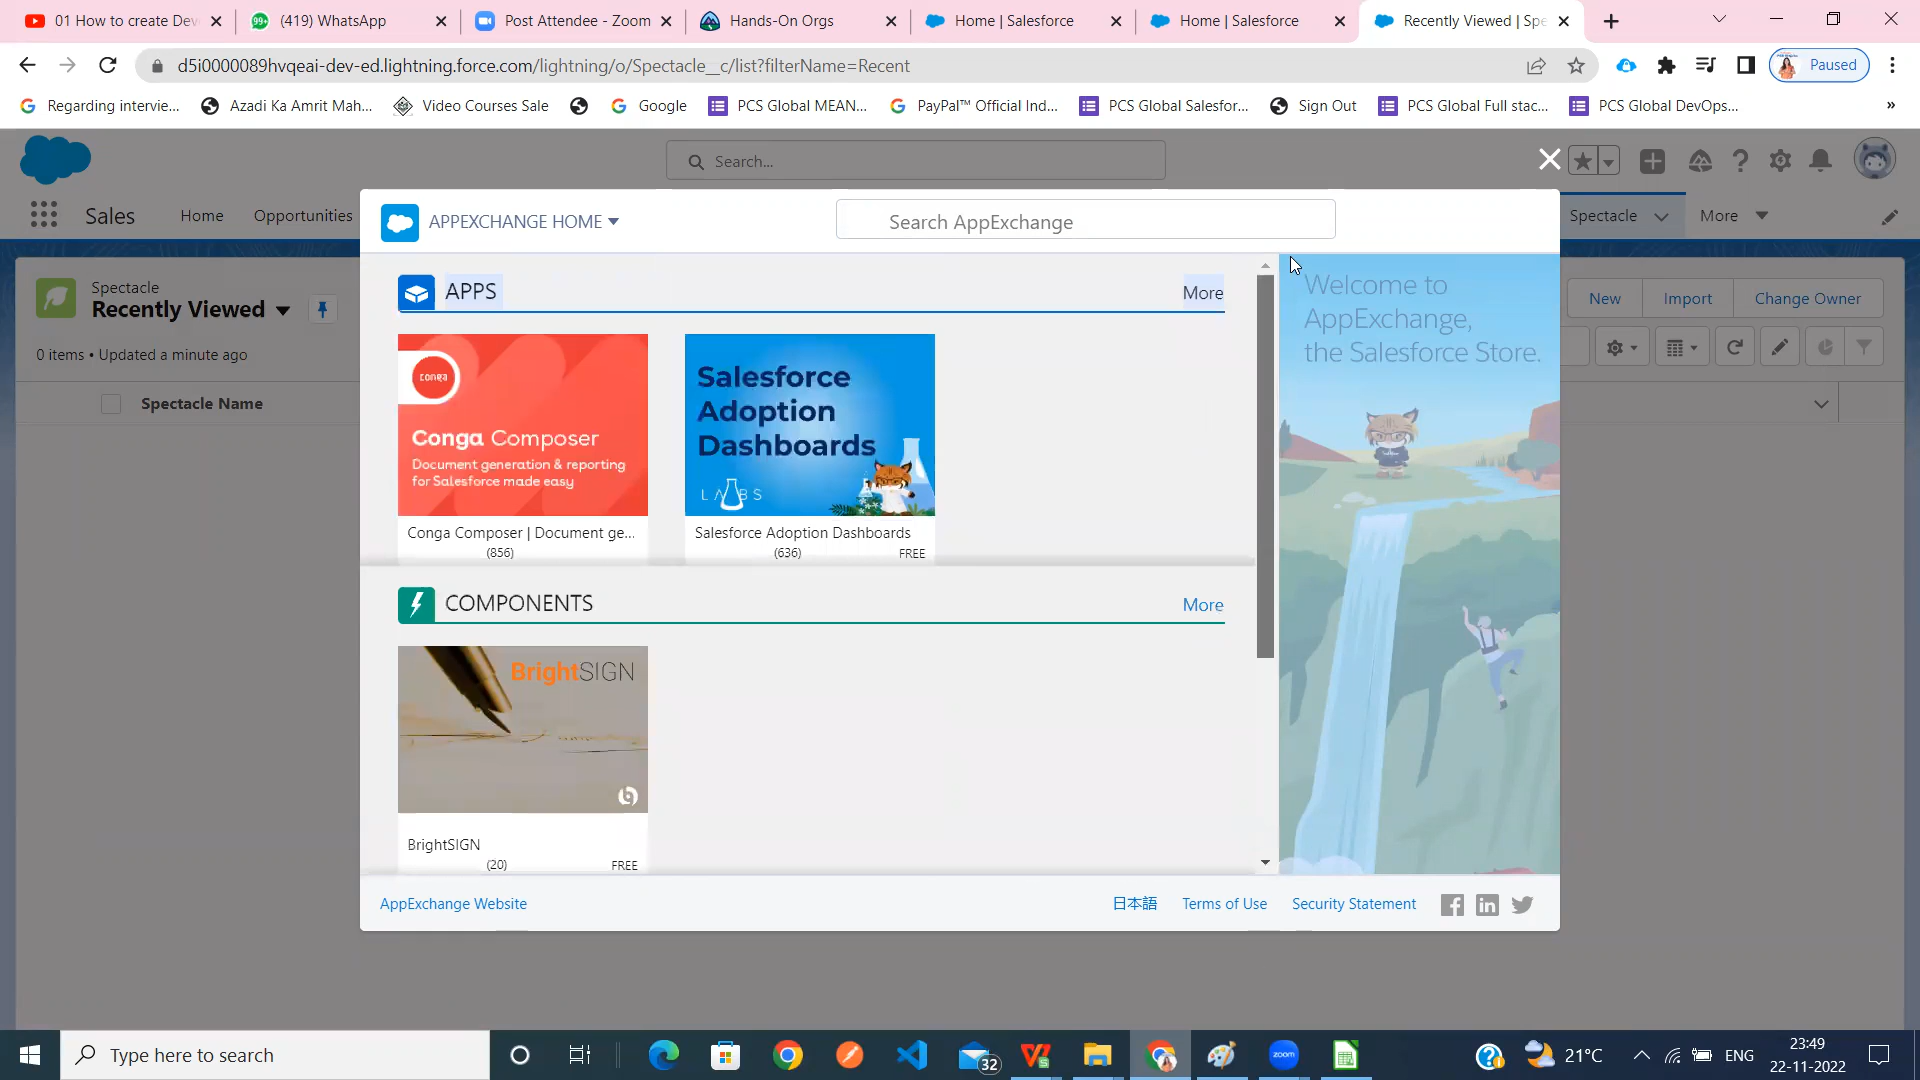 01 How to create Dev
(419) WhatsApp
Post Attendee - Zoom
Hands-On Orgs
Home | Salesforce
Home | Salesforce
Recently Viewed | Spe
d5i0000089hvqeai-dev-ed.lightning.force.com/lightning/o/Spectacle__c/list?filterName=Recent
Paused
Regarding intervie...
Azadi Ka Amrit Mah...
Video Courses Sale
Google
PCS Global MEAN...
PayPal™ Official Ind...
PCS Global Salesfor...
Sign Out
PCS Global Full stac...
PCS Global DevOps...
Search...
Sales
Home
Opportunities
Spectacle
More
APPEXCHANGE HOME
Search AppExchange
Spectacle
Recently Viewed
0 items • Updated a minute ago
New
Import
Change Owner
Spectacle Name
APPS
More
conga
Conga Composer
Document generation & reporting
for Salesforce made easy
Conga Composer | Document ge...
(856)
Salesforce
Adoption
Dashboards
LABS
Salesforce Adoption Dashboards
(636)
FREE
Welcome to
AppExchange,
the Salesforce Store.
COMPONENTS
More
BrightSIGN
BrightSIGN
(20)
FREE
AppExchange Website
日本語
Terms of Use
Security Statement
Type here to search
32
zoom
21°C
ENG
23:49
22-11-2022